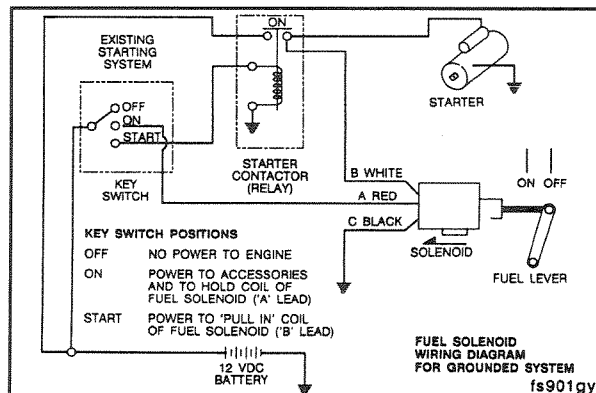 EXISTING
STARTING
SYSTEM
OFF
ON
START
KEY
SWITCH
ON
STARTER
CONTACTOR
(RELAY)
STARTER
B WHITE
A RED
C BLACK
SOLENOID
ON OFF
FUEL LEVER
KEY SWITCH POSITIONS
OFF NO POWER TO ENGINE
ON POWER TO ACCESSORIES
AND TO HOLD COIL OF
FUEL SOLENOID ('A' LEAD)
START POWER TO 'PULL IN' COIL
OF FUEL SOLENOID ('B' LEAD)
12 VDC
BATTERY
FUEL SOLENOID
WIRING DIAGRAM
FOR GROUNDED SYSTEM
fs901gy